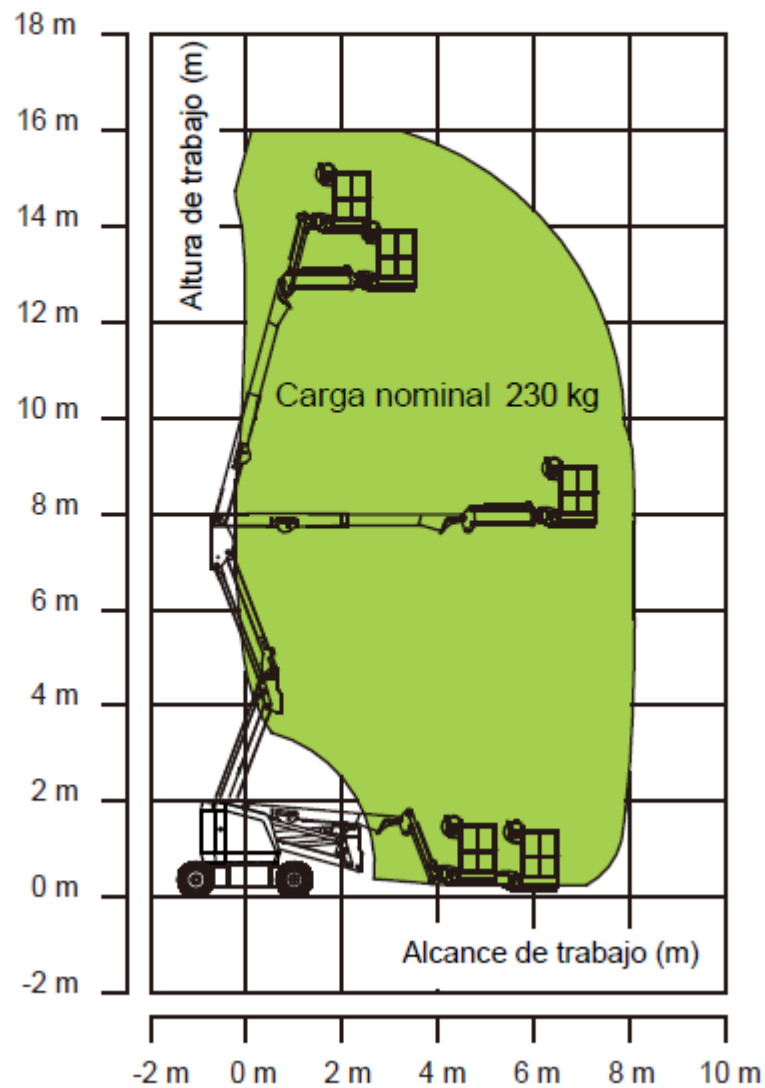 18 m
16 m
14 m
12 m
10 m
8 m
6 m
4 m
2 m
0 m
-2 m
Altura de trabajo (m)
Carga nominal 230 kg
Alcance de trabajo (m)
-2 m 0 m 2 m 4 m 6 m 8 m 10 m